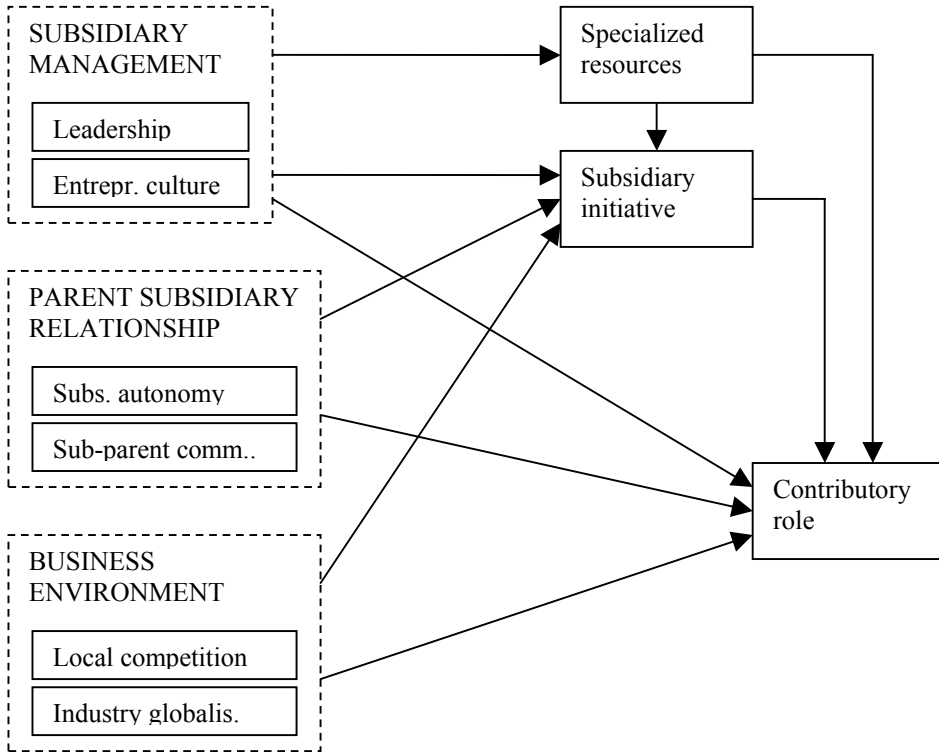 SUBSIDIARY
MANAGEMENT
Leadership
Entrepr. culture
PARENT SUBSIDIARY
RELATIONSHIP
Subs. autonomy
Sub-parent comm..
BUSINESS
ENVIRONMENT
Local competition
Industry globalis.
Specialized
resources
Subsidiary
initiative
Contributory
role